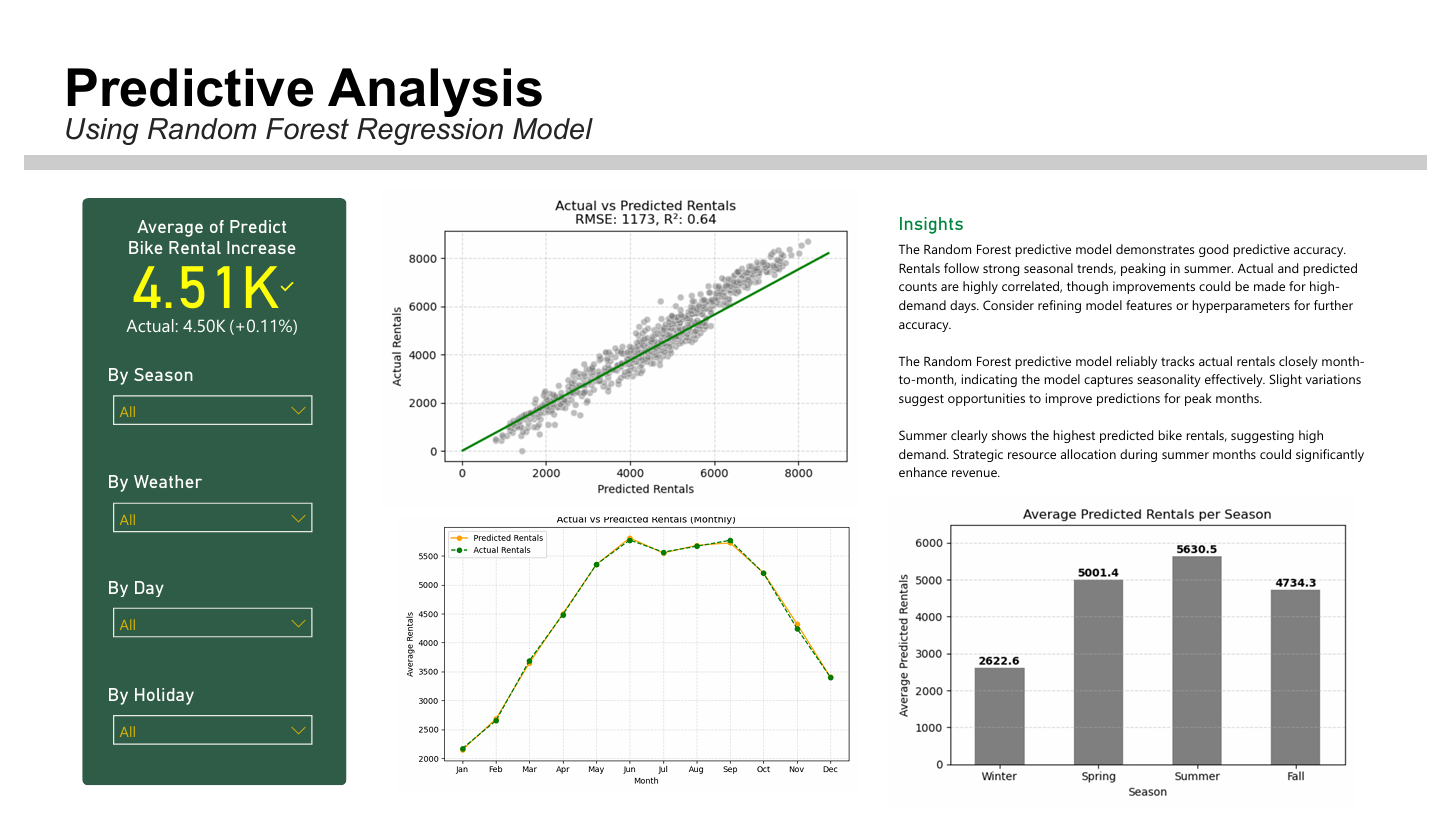 Predictive Analysis
Using Random Forest Regression Model
Average of Predict
Bike Rental Increase
4.51K
Actual: 4.50K (+0.11%)
By Season
All
By Weather
All
By Day
All
By Holiday
All
Actual vs Predicted Rentals
RMSE: 1173, R²: 0.64
Actual Rentals
8000
6000
4000
2000
0
0 2000 4000 6000 8000
Predicted Rentals
Actual vs Predicted Rentals (Monthly)
Predicted Rentals
Actual Rentals
Average Rentals
5500
5000
4500
4000
3500
3000
2500
2000
Jan Feb Mar Apr May Jun Jul Aug Sep Oct Nov Dec
Month
Insights
The Random Forest predictive model demonstrates good predictive accuracy.
Rentals follow strong seasonal trends, peaking in summer. Actual and predicted
counts are highly correlated, though improvements could be made for high-
demand days. Consider refining model features or hyperparameters for further
accuracy.
The Random Forest predictive model reliably tracks actual rentals closely month-
to-month, indicating the model captures seasonality effectively. Slight variations
suggest opportunities to improve predictions for peak months.
Summer clearly shows the highest predicted bike rentals, suggesting high
demand. Strategic resource allocation during summer months could significantly
enhance revenue.
Average Predicted Rentals per Season
Average Predicted Rentals
6000
5000
4000
3000
2000
1000
0
2622.6
5001.4
5630.5
4734.3
Winter Spring Summer Fall
Season